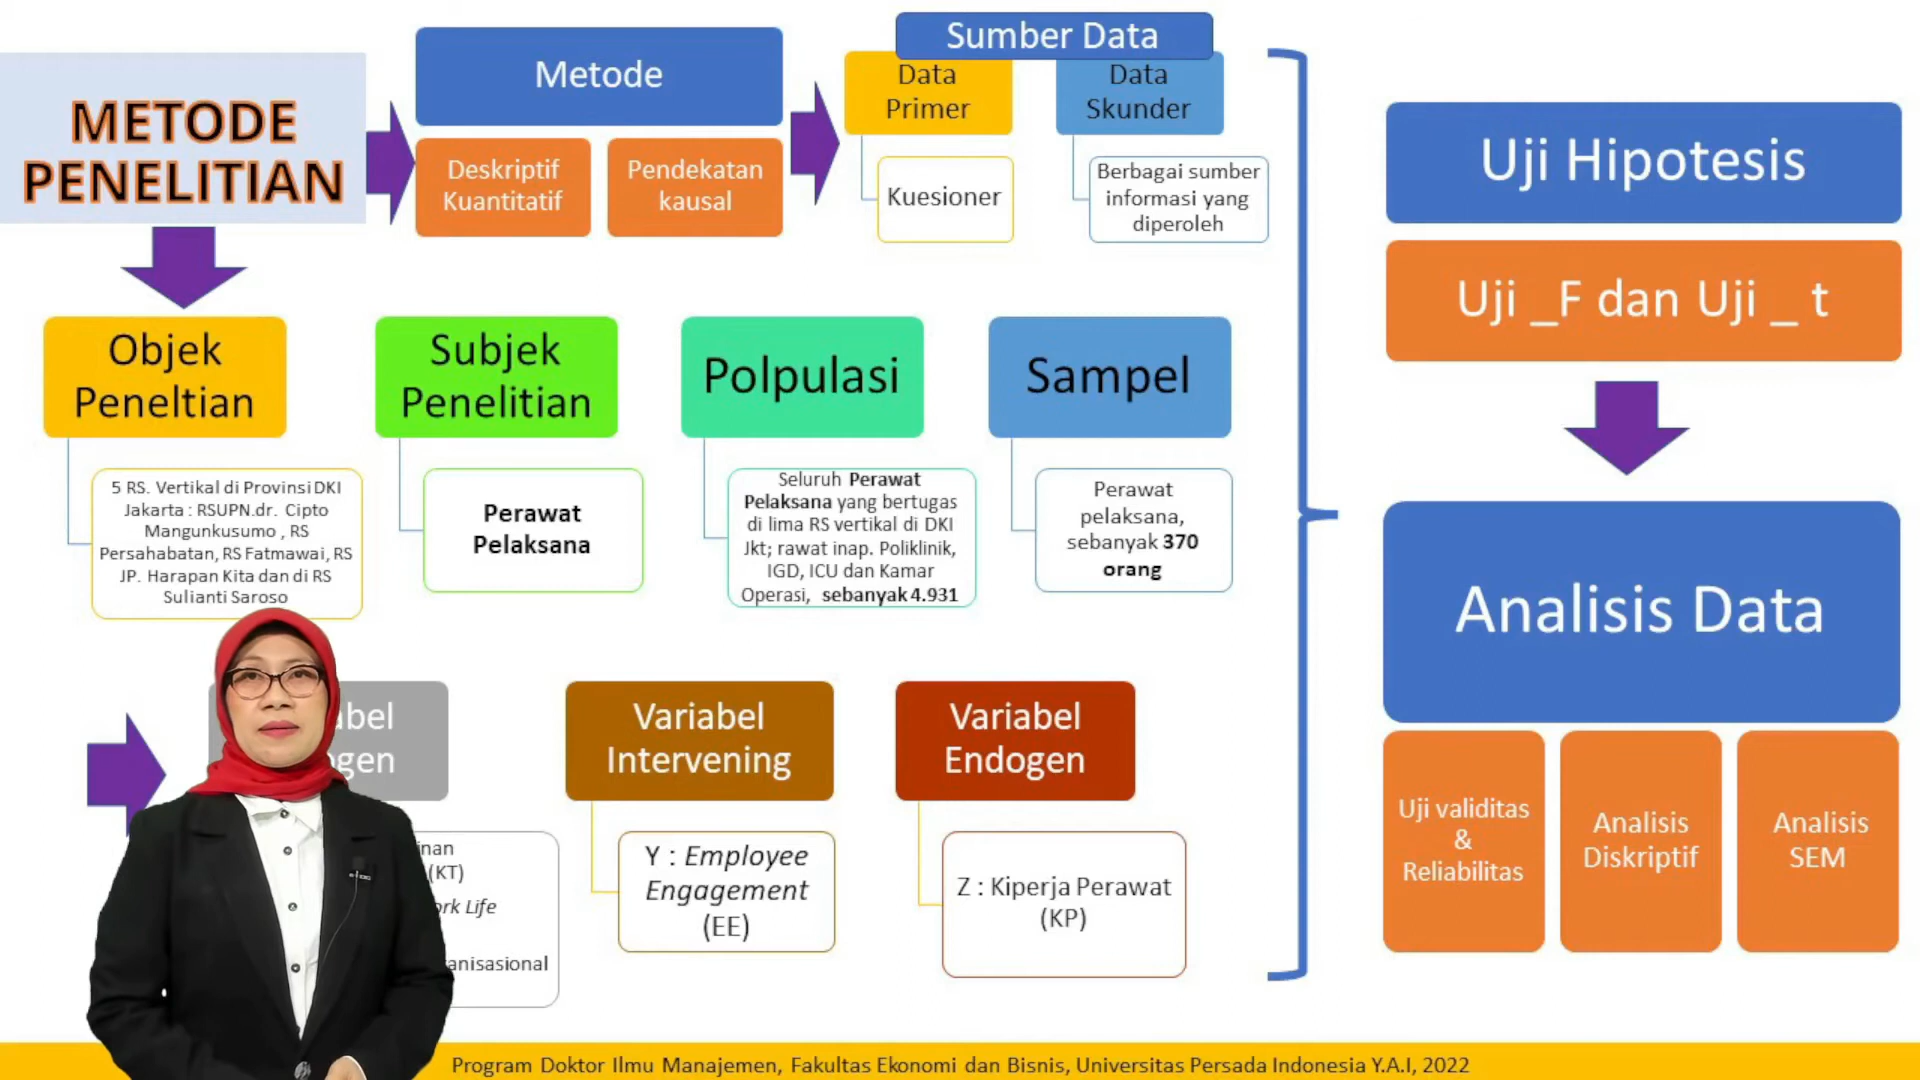 METODE
PENELITIAN
Metode
Deskriptif
Kuantitatif
Pendekatan
kausal
Sumber Data
Data
Primer
Kuesioner
Data
Skunder
Berbagai sumber
informasi yang
diperoleh
Objek
Peneltian
5 RS. Vertikal di Provinsi DKI
Jakarta : RSUPN.dr. Cipto
Mangunkusumo , RS
Persahabatan, RS Fatmawai, RS
JP. Harapan Kita dan di RS
Sulianti Saroso
Subjek
Penelitian
Perawat
Pelaksana
Polpulasi
Seluruh Perawat
Pelaksana yang bertugas
di lima RS vertikal di DKI
Jkt; rawat inap. Poliklinik,
IGD, ICU dan Kamar
Operasi, sebanyak 4.931
Sampel
Perawat
pelaksana,
sebanyak 370
orang
(KT)
Life
Variabel
Intervening
Y : Employee
Engagement
(EE)
Variabel
Endogen
Z : Kiperja Perawat
(KP)
Uji Hipotesis
Uji _F dan Uji _ t
Analisis Data
Uji validitas
&
Reliabilitas
Analisis
Diskriptif
Analisis
SEM
Program Doktor Ilmu Manajemen, Fakultas Ekonomi dan Bisnis, Universitas Persada Indonesia Y.A.I, 2022